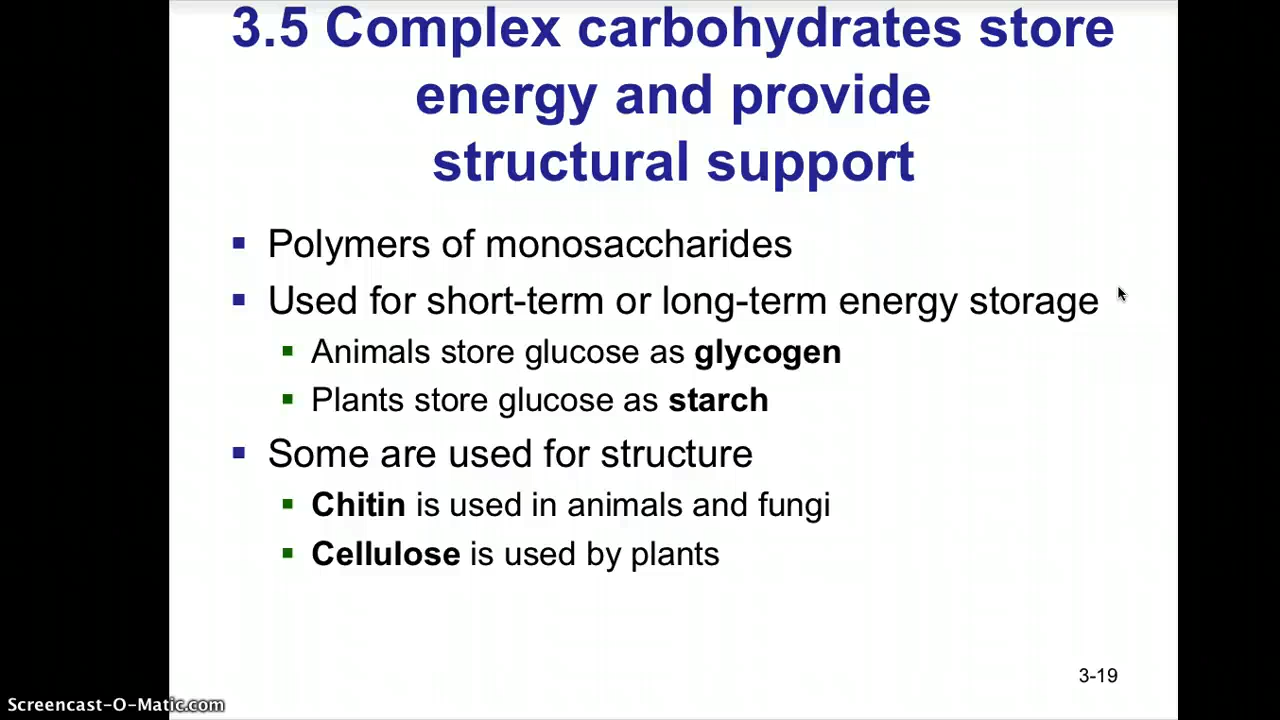 3.5 Complex carbohydrates store
energy and provide
structural support
▪ Polymers of monosaccharides
▪ Used for short-term or long-term energy storage
▪ Animals store glucose as glycogen
▪ Plants store glucose as starch
▪ Some are used for structure
▪ Chitin is used in animals and fungi
▪ Cellulose is used by plants
3-19
Screencast-O-Matic.com